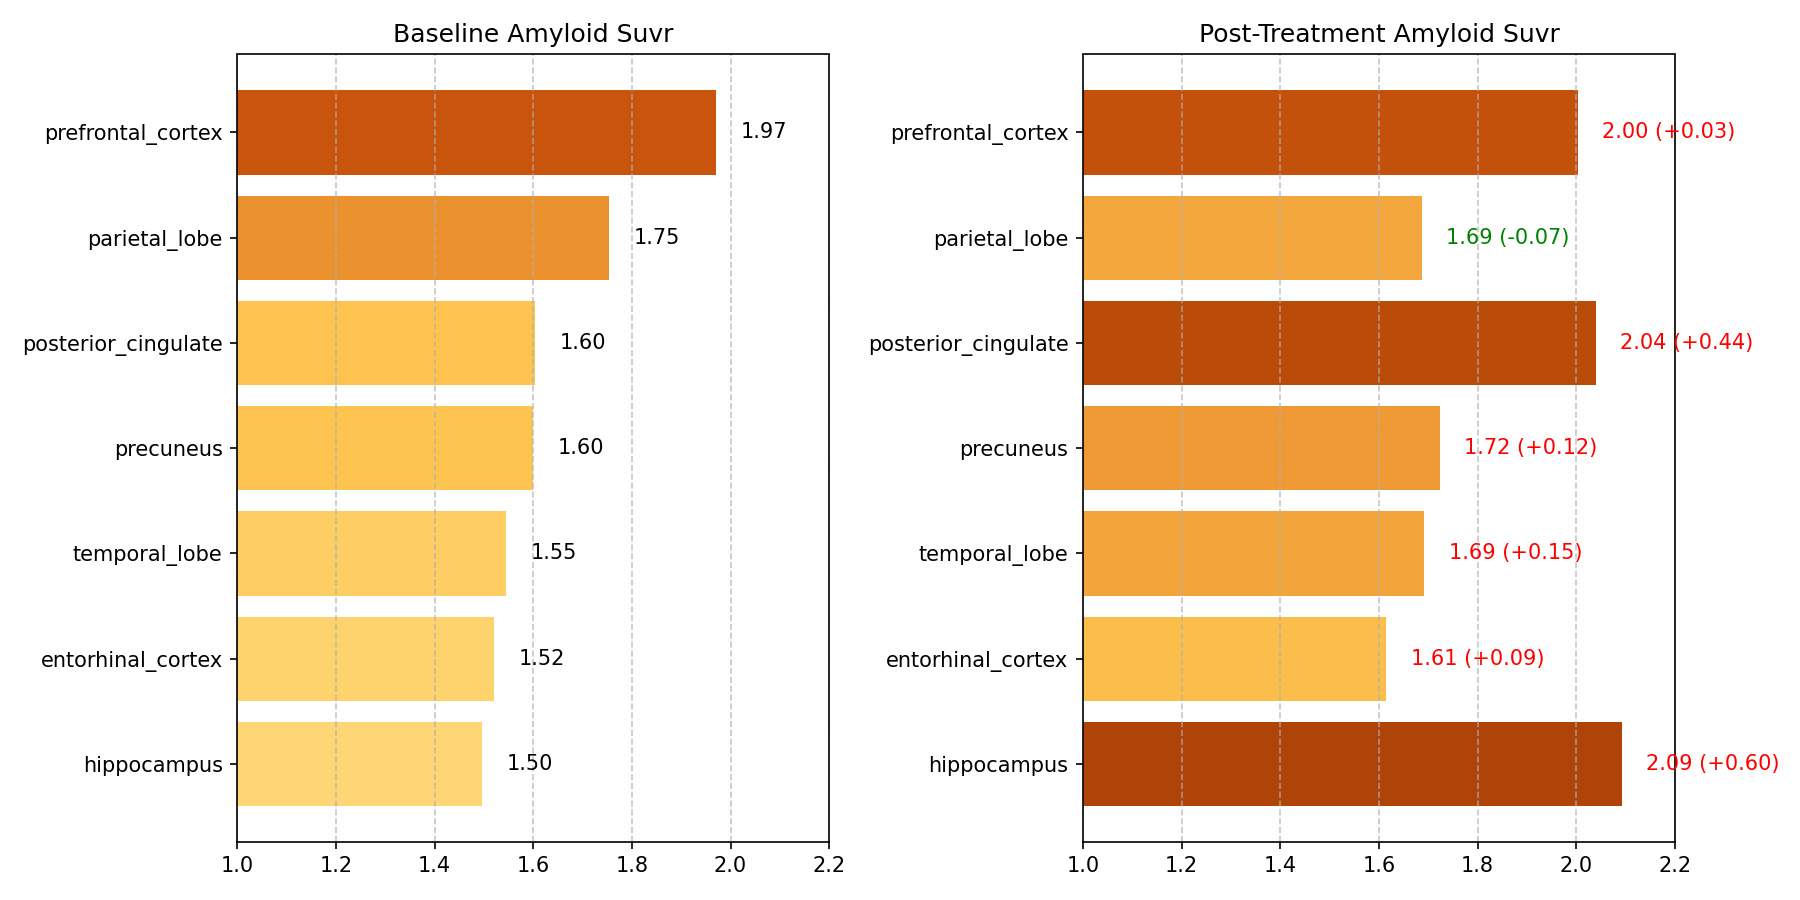 Baseline Amyloid Suvr
prefrontal_cortex 1.97
parietal_lobe 1.75
posterior_cingulate 1.60
precuneus 1.60
temporal_lobe 1.55
entorhinal_cortex 1.52
hippocampus 1.50
1.0 1.2 1.4 1.6 1.8 2.0 2.2
Post-Treatment Amyloid Suvr
prefrontal_cortex 2.00 (+0.03)
parietal_lobe 1.69 (-0.07)
posterior_cingulate 2.04 (+0.44)
precuneus 1.72 (+0.12)
temporal_lobe 1.69 (+0.15)
entorhinal_cortex 1.61 (+0.09)
hippocampus 2.09 (+0.60)
1.0 1.2 1.4 1.6 1.8 2.0 2.2